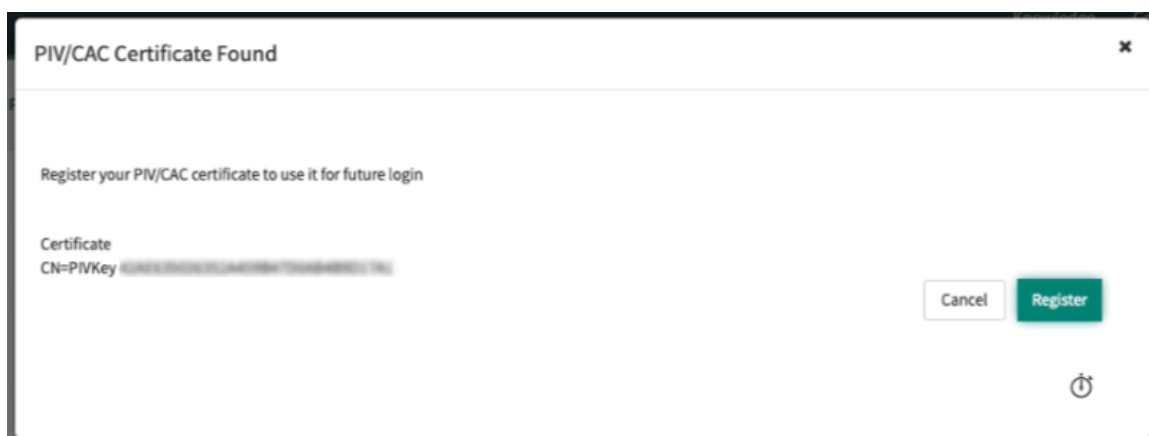 PIV/CAC Certificate Found
Register your PIV/CAC certificate to use it for future login
Certificate
CN=PIVKey
Cancel
Register